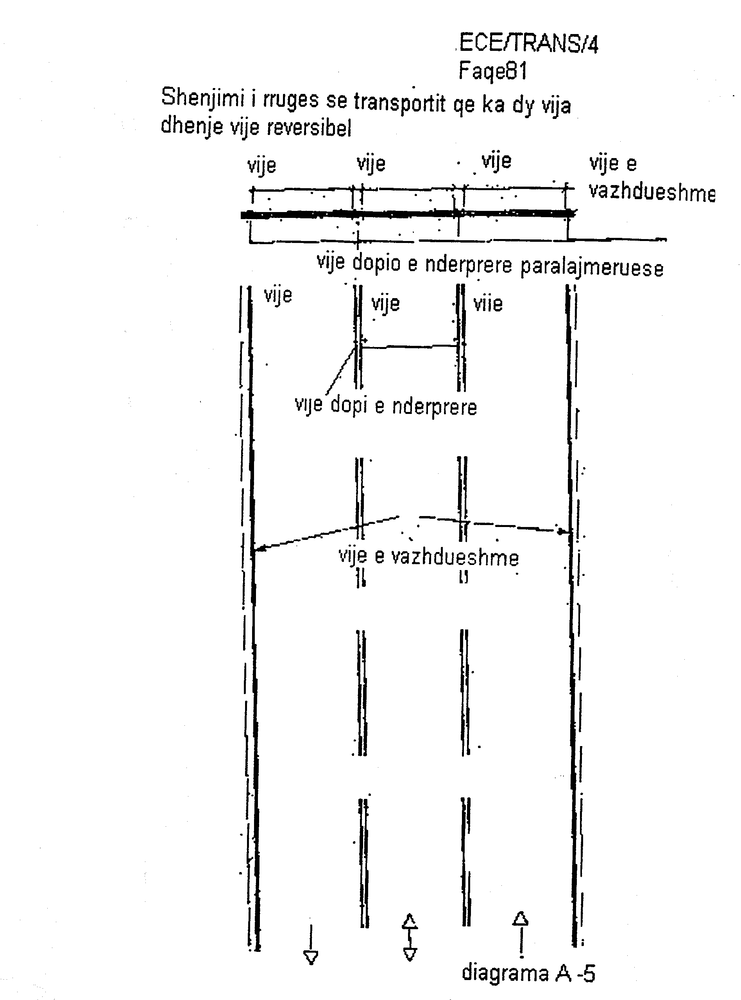 ECE/TRANS/4
Faqe81
Shenjimi i rruges se transportit qe ka dy vija
dhenje vije reversibel
vije vije vije vije e
vazhdueshme
vije dopio e nderprere paralajmeruese
vije vije viie
vije dopi e nderprere
vije e vazhdueshme
diagrama A -5